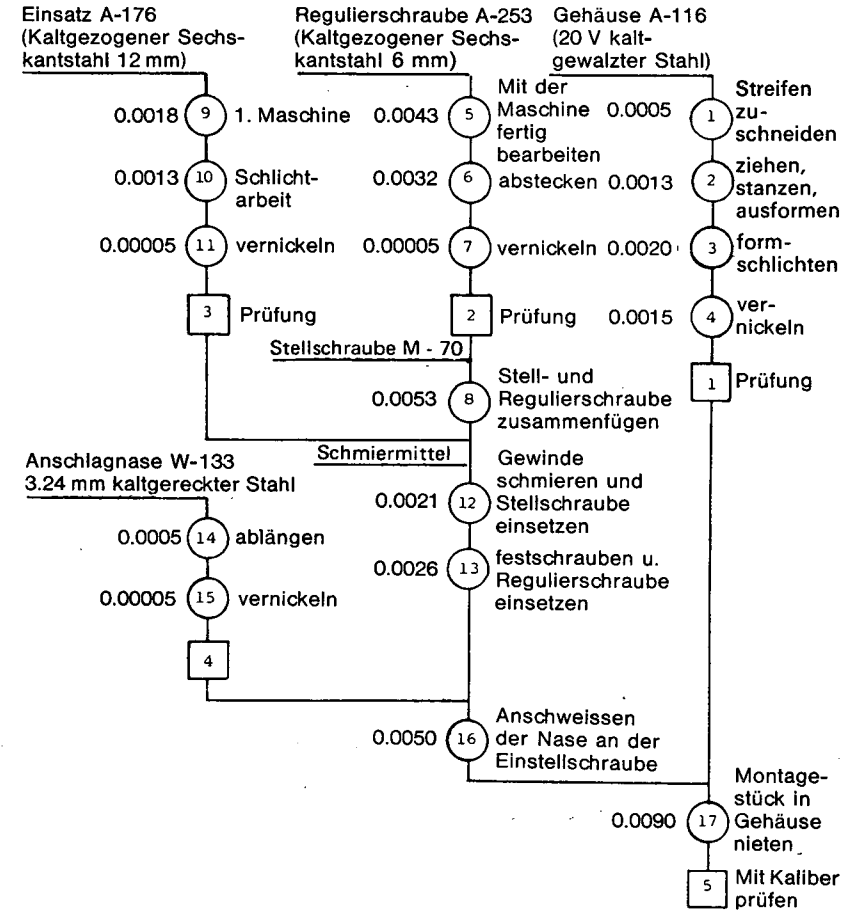 Einsatz A-176
(Kaltgezogener Sechs-
kantstahl 12 mm)
0.0018
9
1. Maschine
0.0013
10
Schlicht-
arbeit
0.00005
11
vernickeln
3
Prüfung
Regulierschraube A-253
(Kaltgezogener Sechs-
kantstahl 6 mm)
0.0043
5
Mit der
Maschine
fertig
bearbeiten
0.0032
6
abstecken
0.00005
7
vernickeln
2
Prüfung
Stellschraube M - 70
0.0053
8
Stell- und
Regulierschraube
zusammenfügen
Schmiermittel
0.0021
12
Gewinde
schmieren und
Stellschraube
einsetzen
0.0026
13
festschrauben u.
Regulierschraube
einsetzen
Anschlagnase W-133
3.24 mm kaltgereckter Stahl
0.0005
14
ablängen
0.00005
15
vernickeln
4
0.0050
16
Anschweissen
der Nase an der
Einstellschraube
Gehäuse A-116
(20 V kalt-
gewalzter Stahl)
0.0005
1
Streifen
zu-
schneiden
0.0013
2
ziehen,
stanzen,
ausformen
0.0020
3
form-
schlichten
0.0015
4
ver-
nickeln
1
Prüfung
0.0090
17
Montage-
stück in
Gehäuse
nieten
5
Mit Kaliber
prüfen